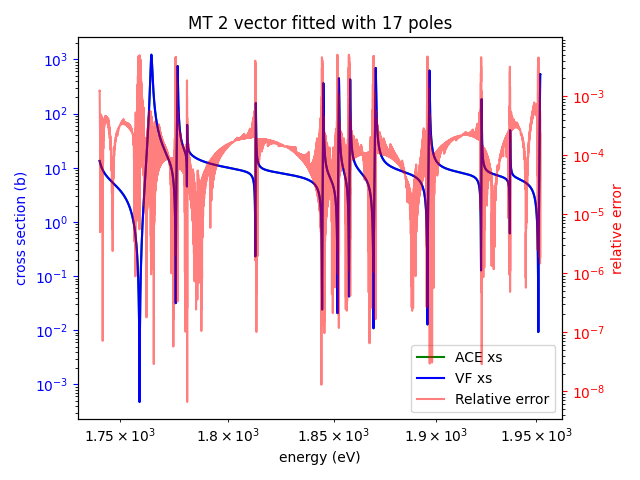 MT 2 vector fitted with 17 poles
cross section (b)
10³
10²
10¹
10⁰
10⁻¹
10⁻²
10⁻³
10⁻³
10⁻⁴
10⁻⁵
10⁻⁶
10⁻⁷
10⁻⁸
relative error
ACE xs
VF xs
Relative error
1.75 × 10³ 1.8 × 10³ 1.85 × 10³ 1.9 × 10³ 1.95 × 10³
energy (eV)